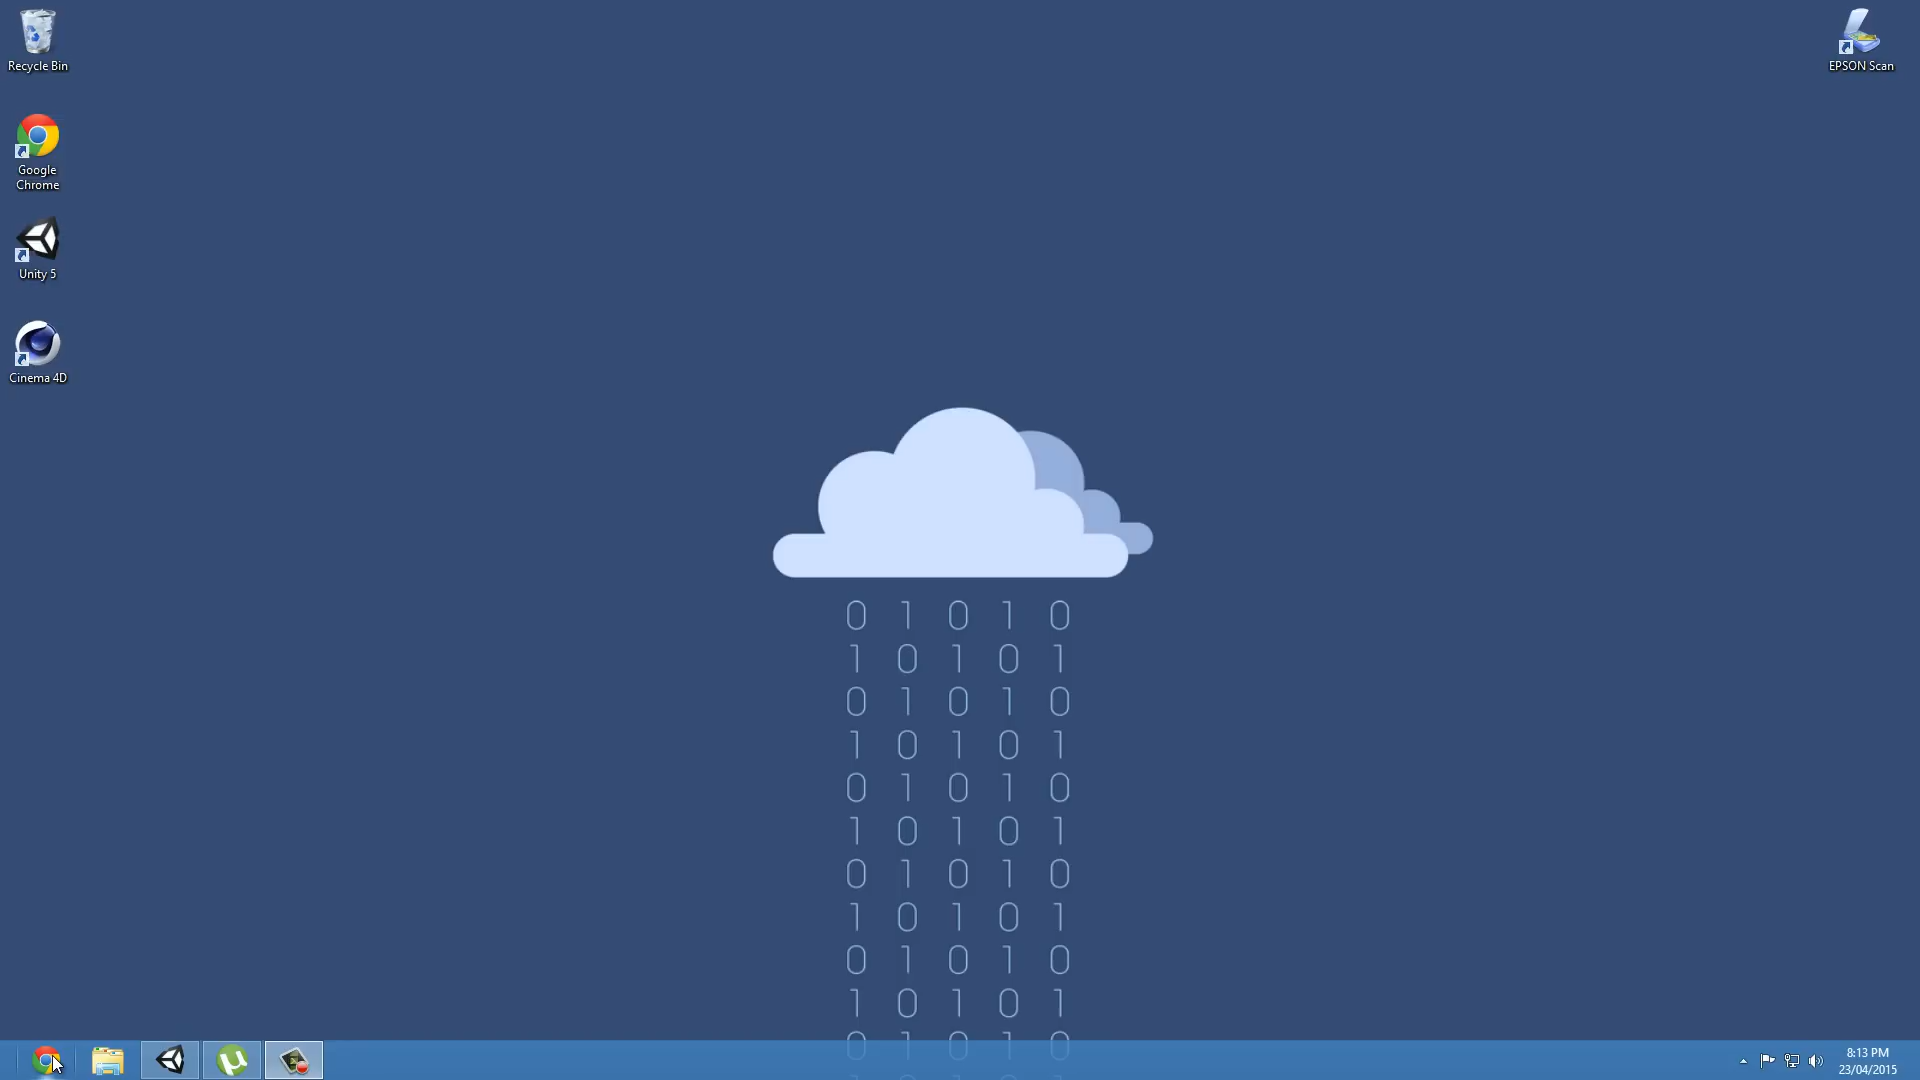 Recycle Bin
EPSON Scan
Google
Chrome
Unity 5
Cinema 4D
0 1 0 1 0
1 0 1 0 1
0 1 0 1 0
1 0 1 0 1
0 1 0 1 0
1 0 1 0 1
0 1 0 1 0
1 0 1 0 1
0 1 0 1 0
1 0 1 0 1
0 1 0 1 0
8:13 PM
23/04/2015